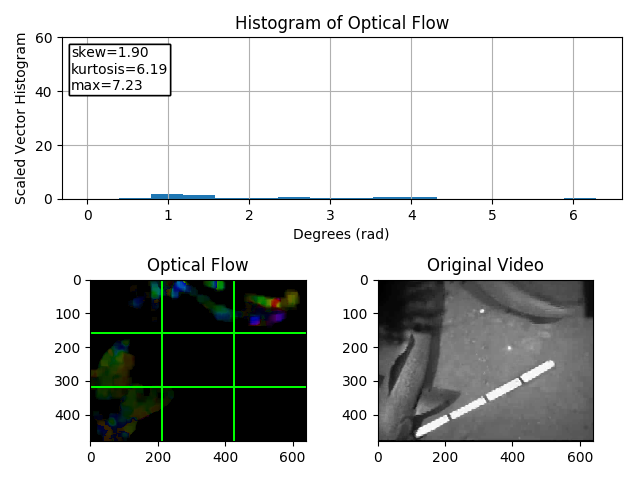 Histogram of Optical Flow
60
40
20
0
Scaled Vector Histogram
skew=1.90
kurtosis=6.19
max=7.23
0 1 2 3 4 5 6
Degrees (rad)
Optical Flow
0
100
200
300
400
0 200 400 600
Original Video
0
100
200
300
400
0 200 400 600